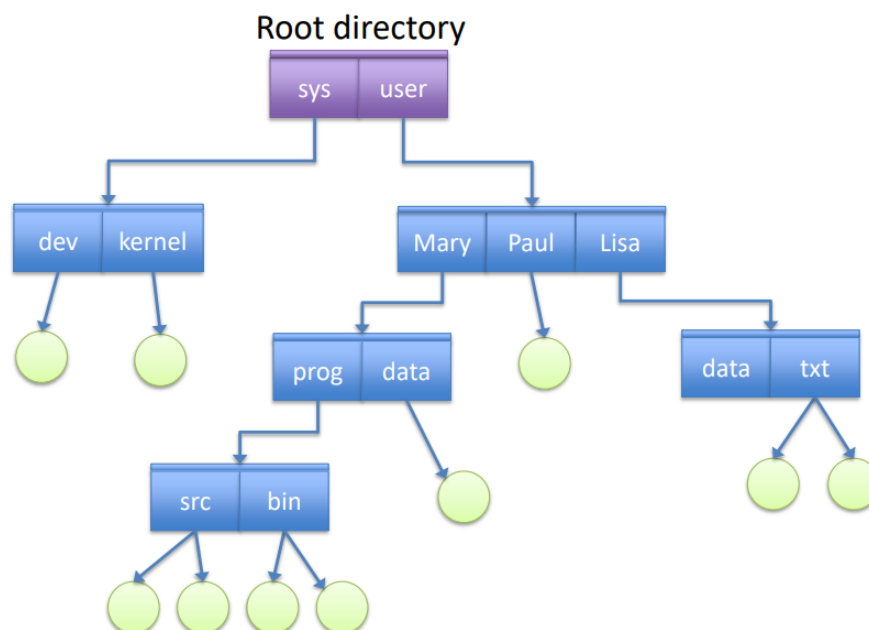 Root directory
sys user
dev kernel
Mary Paul Lisa
prog data
data txt
src bin